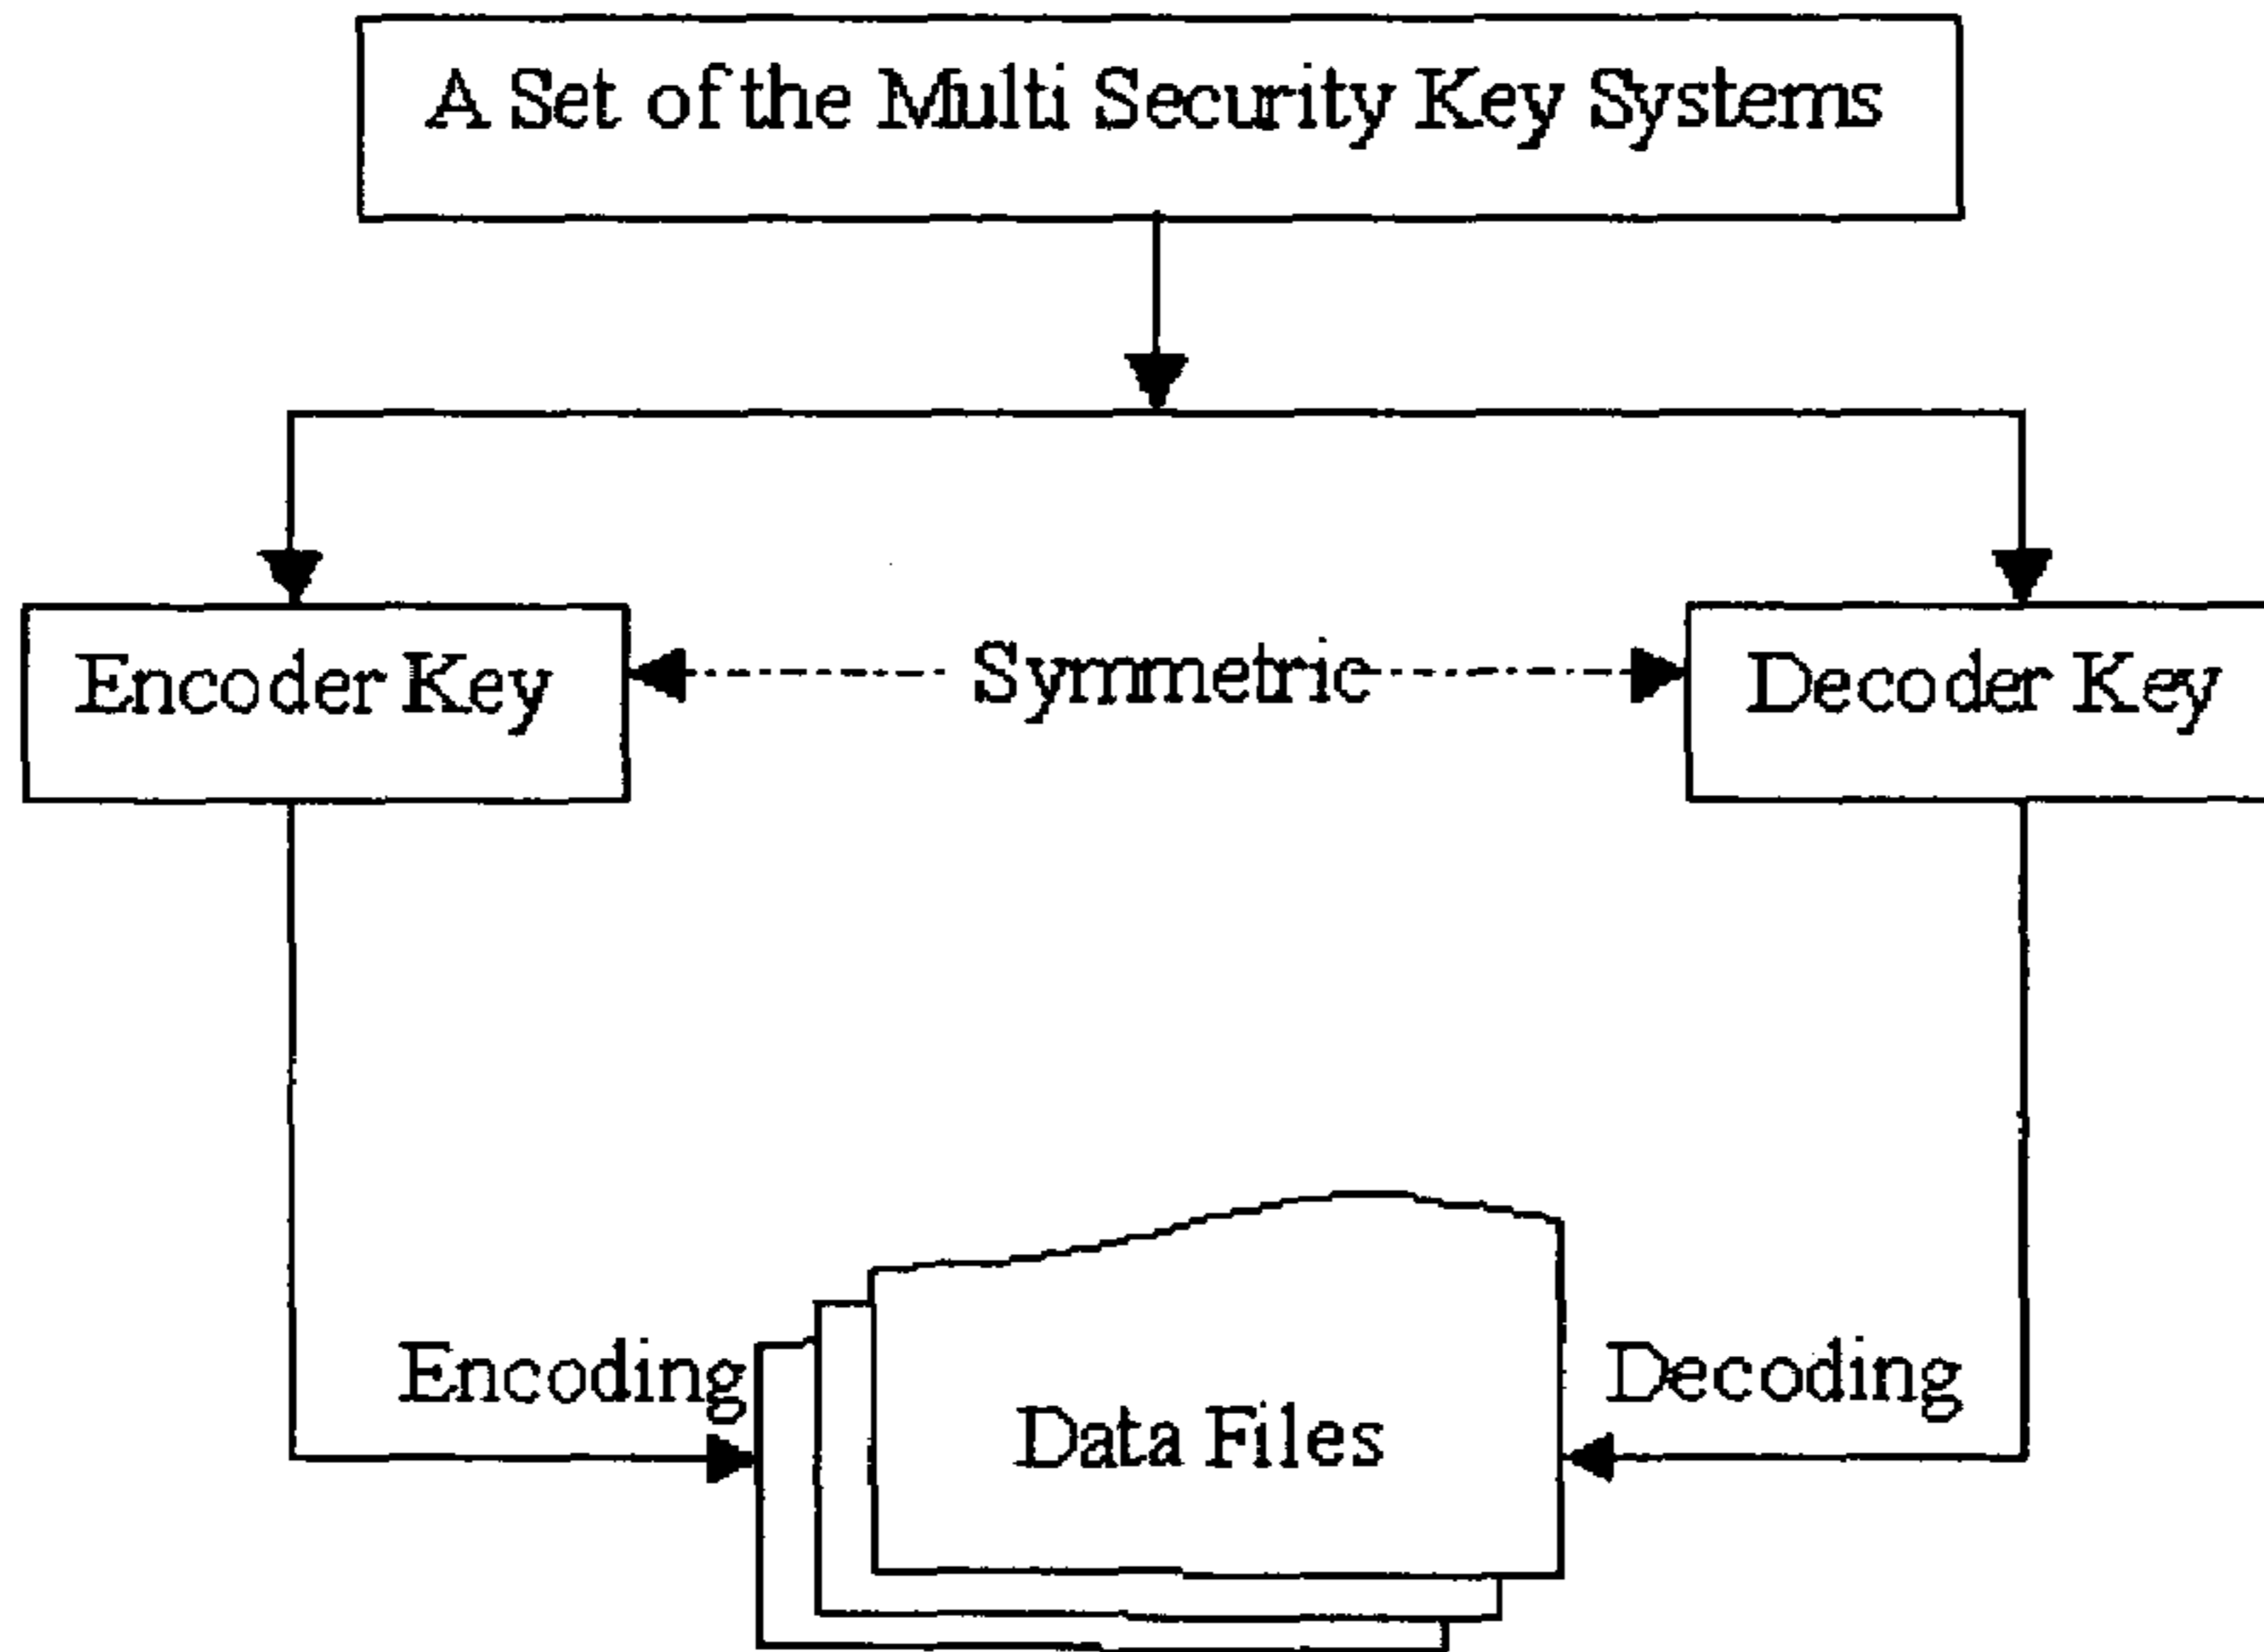 A Set of the Multi Security Key Systems
Encoder Key
Symmetric
Decoder Key
Encoding
Data Files
Decoding